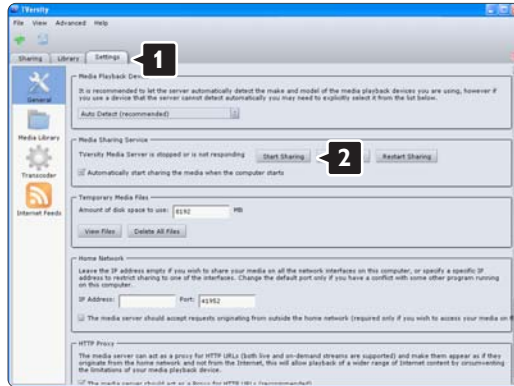 TVersity
File View Advanced Help
Sharing Library Settings
1
General
Media Library
Transcoder
Internet Feeds
Media Playback Dev
It is recommended to let the server automatically detect the make and model of the media playback devices you are using, however if
you use a device that the server cannot detect automatically you may need to explicitly select it from the list below.
Auto Detect (recommended)
Media Sharing Service
TVersity Media Server is stopped or is not responding Start Sharing 2 Restart Sharing
Automatically start sharing the media when the computer starts
Temporary Media Files
Amount of disk space to use: 8192 MB
View Files Delete All Files
Home Network
Leave the IP address empty if you wish to share your media on all the network interfaces on this computer, or specify a specific IP
address to restrict sharing to one of the interfaces. Change the default port only if you have a conflict with some other program running
on this computer.
IP Address: Port: 41952
The media server should accept requests originating from outside the home network (required only if you wish to access your media on
HTTP Proxy
The media server can act as a proxy for HTTP URLs (both live and on-demand streams are supported) and make them appear as if they
originate from the home network and not from the Internet, this will allow playback of a wider range of Internet content by circumventing
the limitations of your media playback device.
The media server should act as a Proxy for HTTP URLs (recommended)